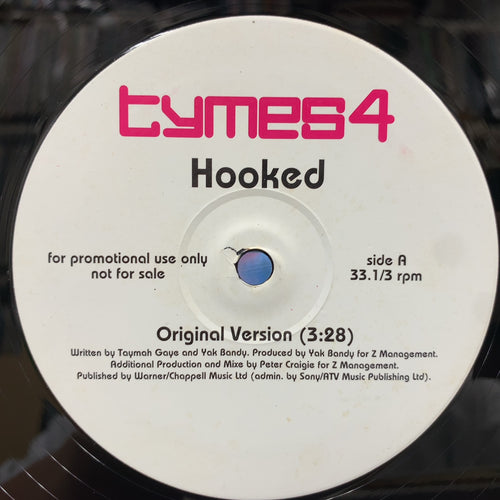 tymes4
Hooked
for promotional use only
not for sale
side A
33.1/3 rpm
Original Version (3:28)
Written by Taymah Gaye and Yak Bandy. Produced by Yak Bandy for Z Management.
Additional Production and Mixe by Peter Craigie for Z Management.
Published by Warner/Chappell Music Ltd (admin. by Sony/ATV Music Publishing Ltd).